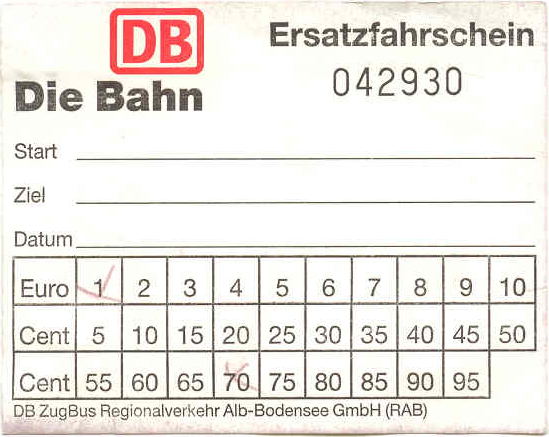 DB
Die Bahn
Ersatzfahrschein
042930
Start
Ziel
Datum
Euro 1 2 3 4 5 6 7 8 9 10
Cent 5 10 15 20 25 30 35 40 45 50
Cent 55 60 65 70 75 80 85 90 95
DB ZugBus Regionalverkehr Alb-Bodensee GmbH (RAB)